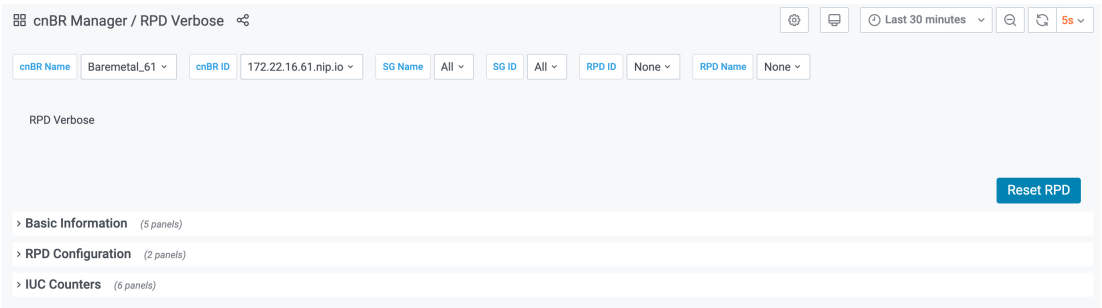 cnBR Manager / RPD Verbose
Last 30 minutes
5s
cnBR Name Baremetal_61 cnBR ID 172.22.16.61.nip.io SG Name All SG ID All RPD ID None RPD Name None
RPD Verbose
Reset RPD
Basic Information (5 panels)
RPD Configuration (2 panels)
IUC Counters (6 panels)